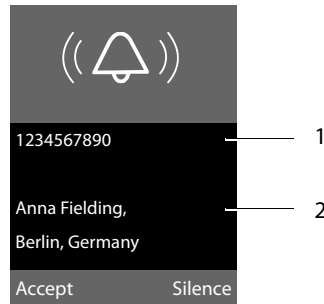 1234567890 1
Anna Fielding, 2
Berlin, Germany
Accept Silence